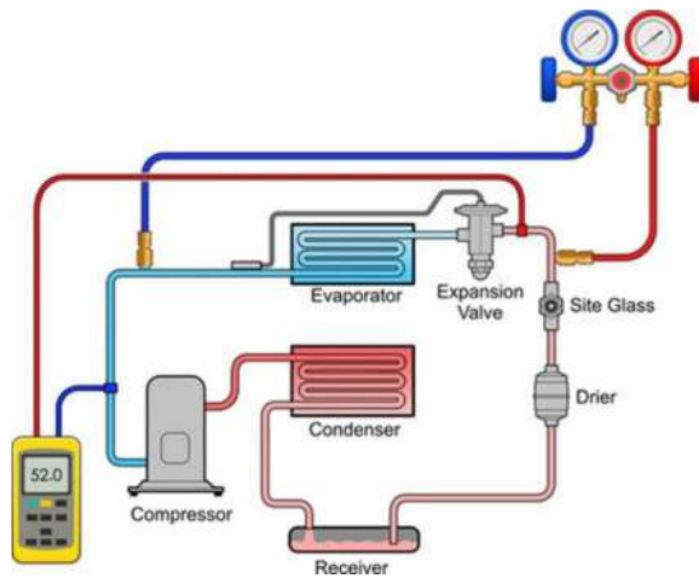 Evaporator
Expansion
Valve
Site Glass
Condenser
Drier
52.0
Compressor
Receiver